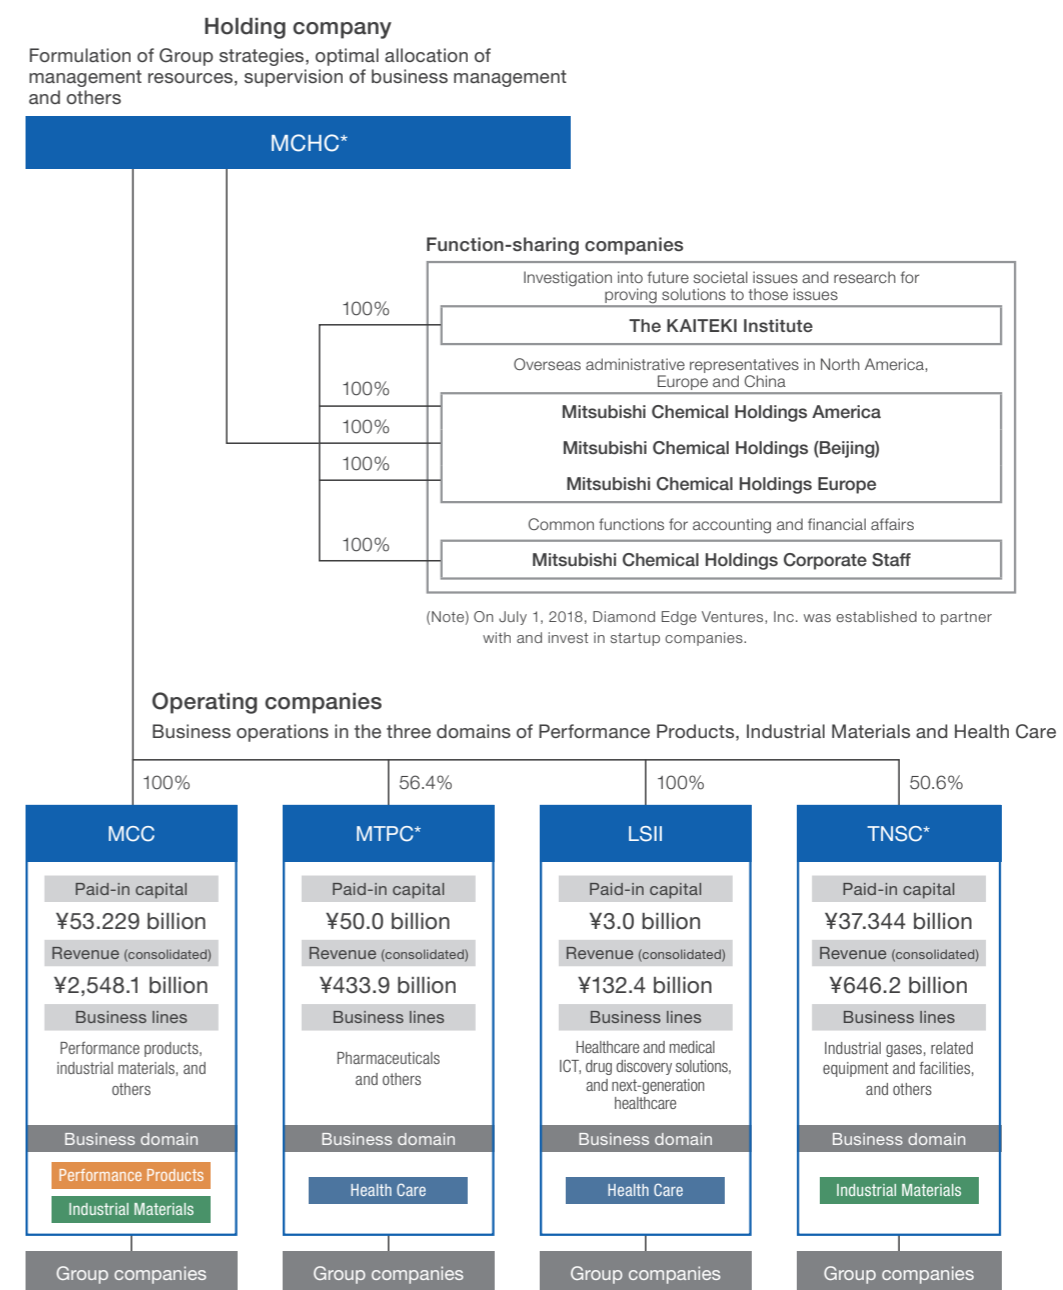 Holding company
Formulation of Group strategies, optimal allocation of
management resources, supervision of business management
and others
MCHC*
Function-sharing companies
Investigation into future societal issues and research for
proving solutions to those issues
100%
The KAITEKI Institute
Overseas administrative representatives in North America,
Europe and China
100%
Mitsubishi Chemical Holdings America
100%
Mitsubishi Chemical Holdings (Beijing)
100%
Mitsubishi Chemical Holdings Europe
Common functions for accounting and financial affairs
100%
Mitsubishi Chemical Holdings Corporate Staff
(Note) On July 1, 2018, Diamond Edge Ventures, Inc. was established to partner
with and invest in startup companies.
Operating companies
Business operations in the three domains of Performance Products, Industrial Materials and Health Care
100%
MCC
Paid-in capital
¥53.229 billion
Revenue (consolidated)
¥2,548.1 billion
Business lines
Performance products,
industrial materials, and
others
Business domain
Performance Products
Industrial Materials
Group companies
56.4%
MTPC*
Paid-in capital
¥50.0 billion
Revenue (consolidated)
¥433.9 billion
Business lines
Pharmaceuticals
and others
Business domain
Health Care
Group companies
100%
LSII
Paid-in capital
¥3.0 billion
Revenue (consolidated)
¥132.4 billion
Business lines
Healthcare and medical
ICT, drug discovery solutions,
and next-generation
healthcare
Business domain
Health Care
Group companies
50.6%
TNSC*
Paid-in capital
¥37.344 billion
Revenue (consolidated)
¥646.2 billion
Business lines
Industrial gases, related
equipment and facilities,
and others
Business domain
Industrial Materials
Group companies